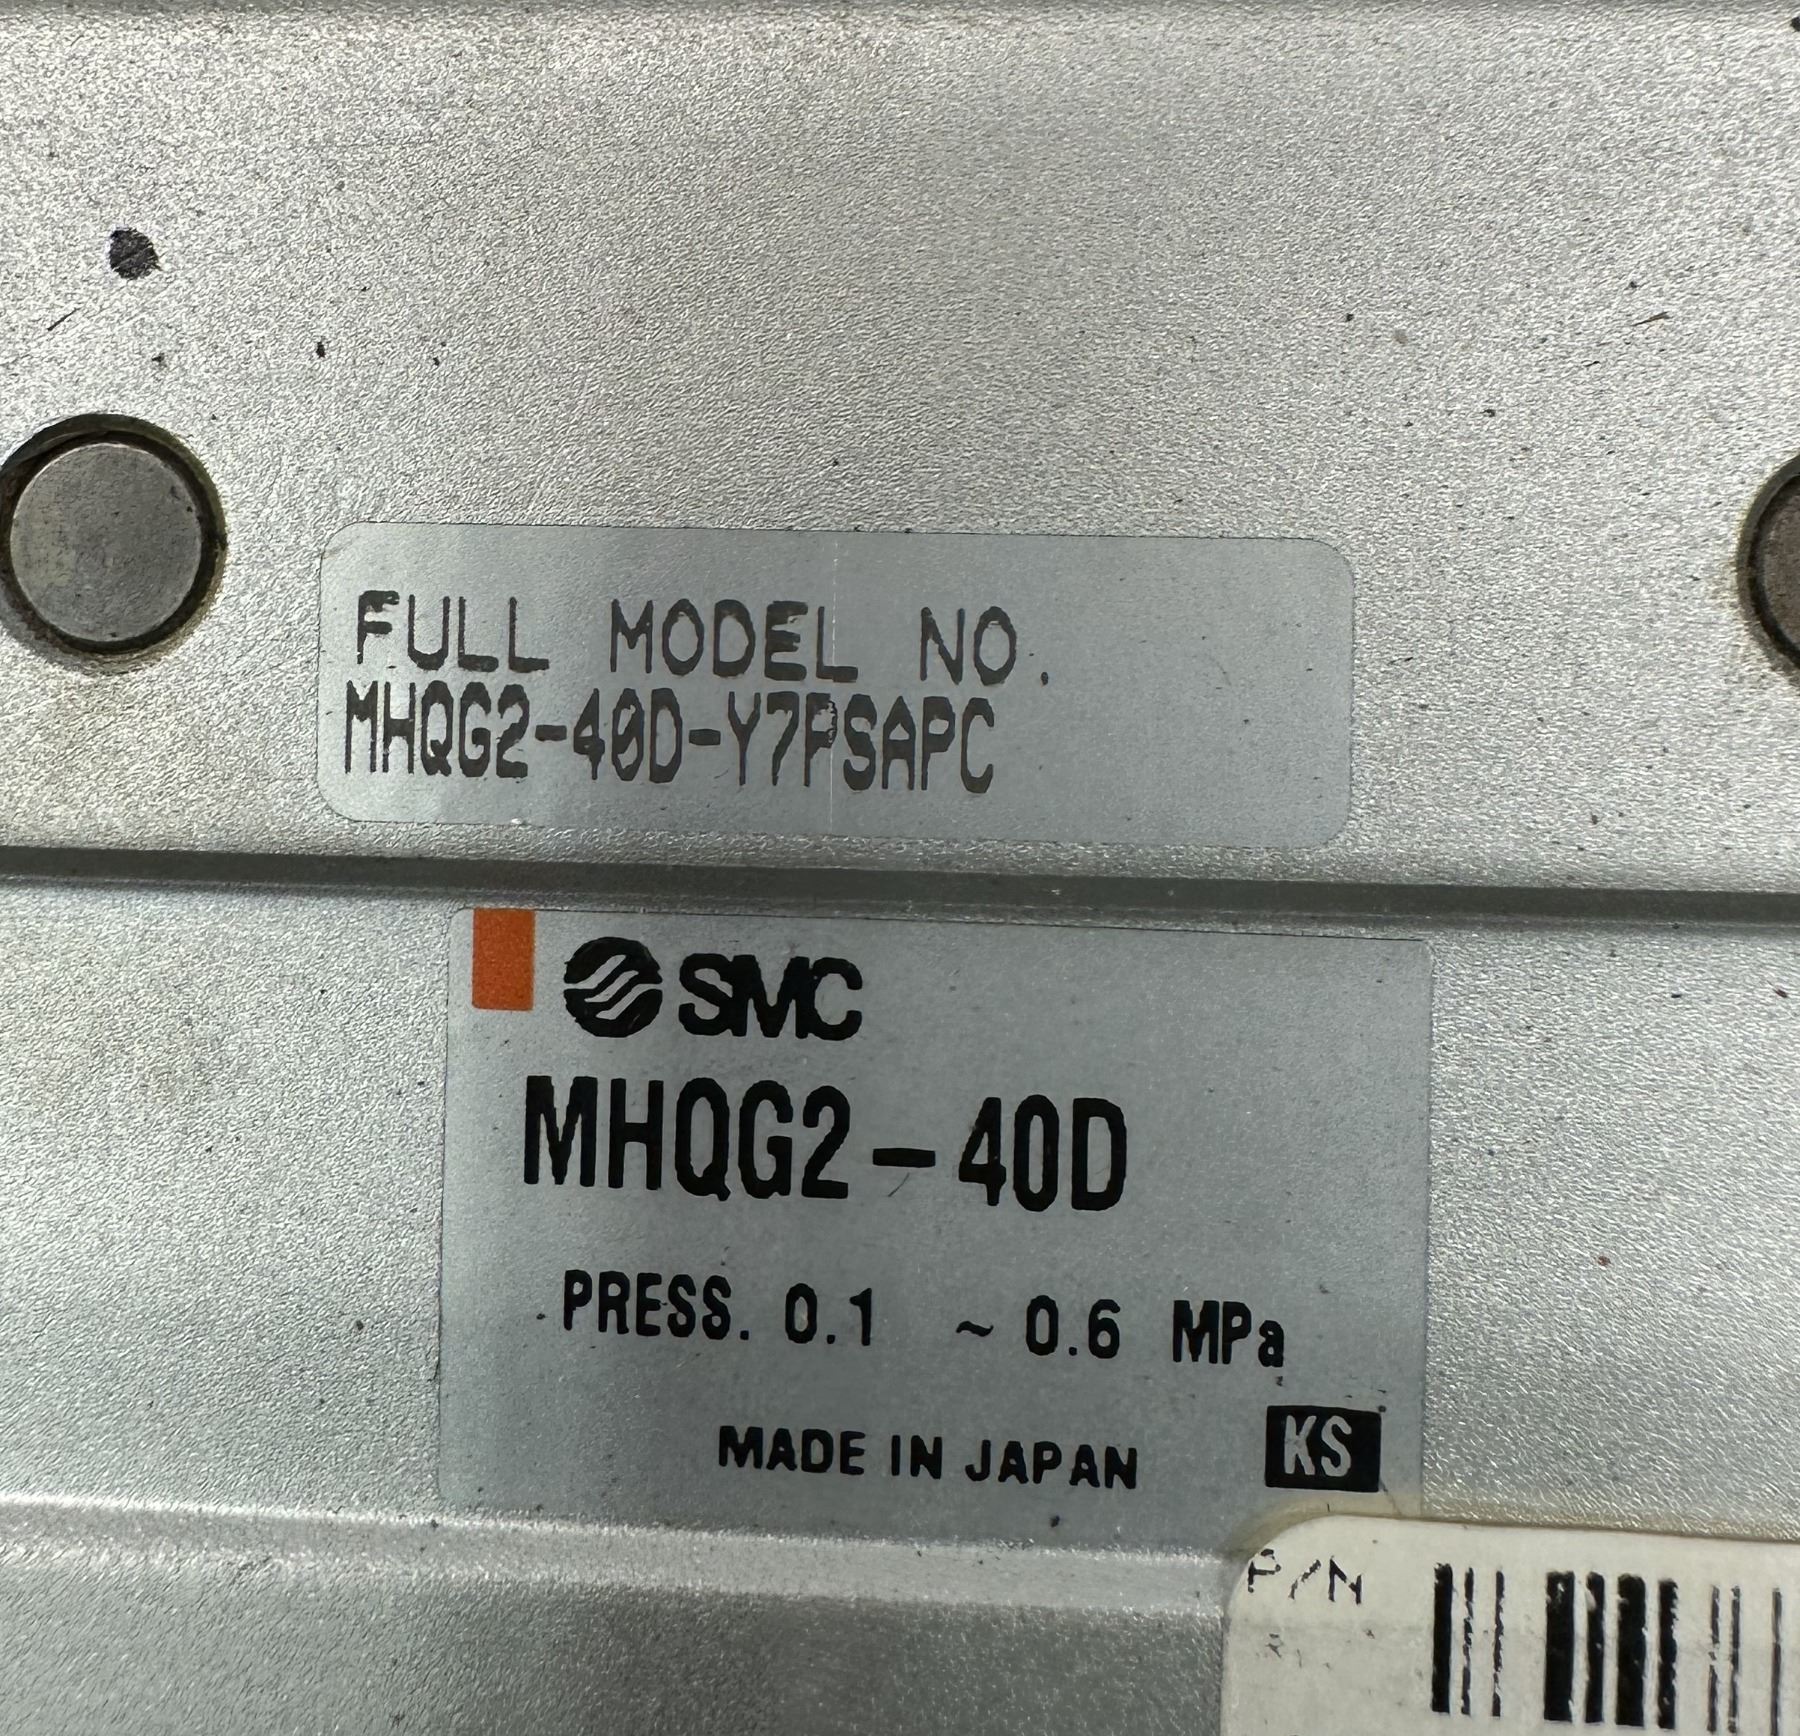 FULL MODEL NO.
MHQG2-40D-Y7PSAPC
SMC
MHQG2-40D
PRESS. 0.1 ~ 0.6 MPa
MADE IN JAPAN
KS
P/N